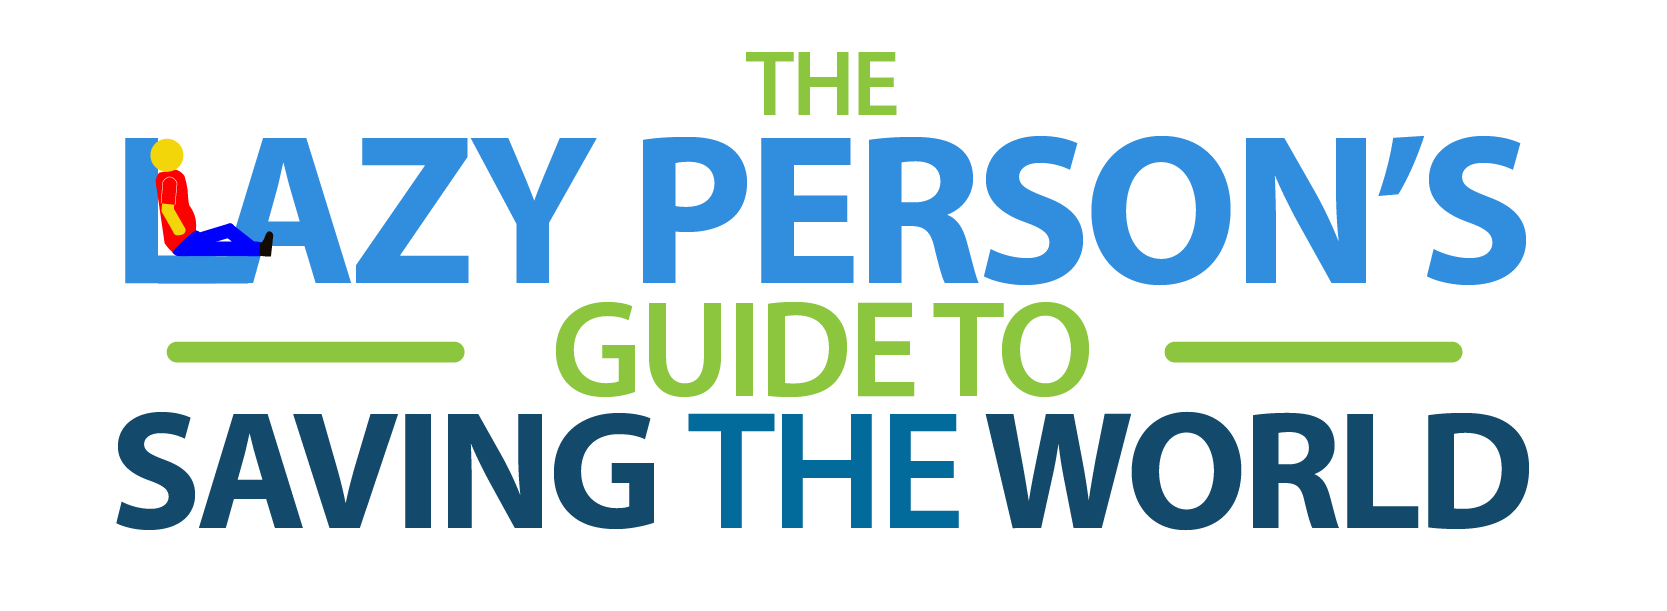 THE
LAZY PERSON’S
GUIDE TO
SAVING THE WORLD